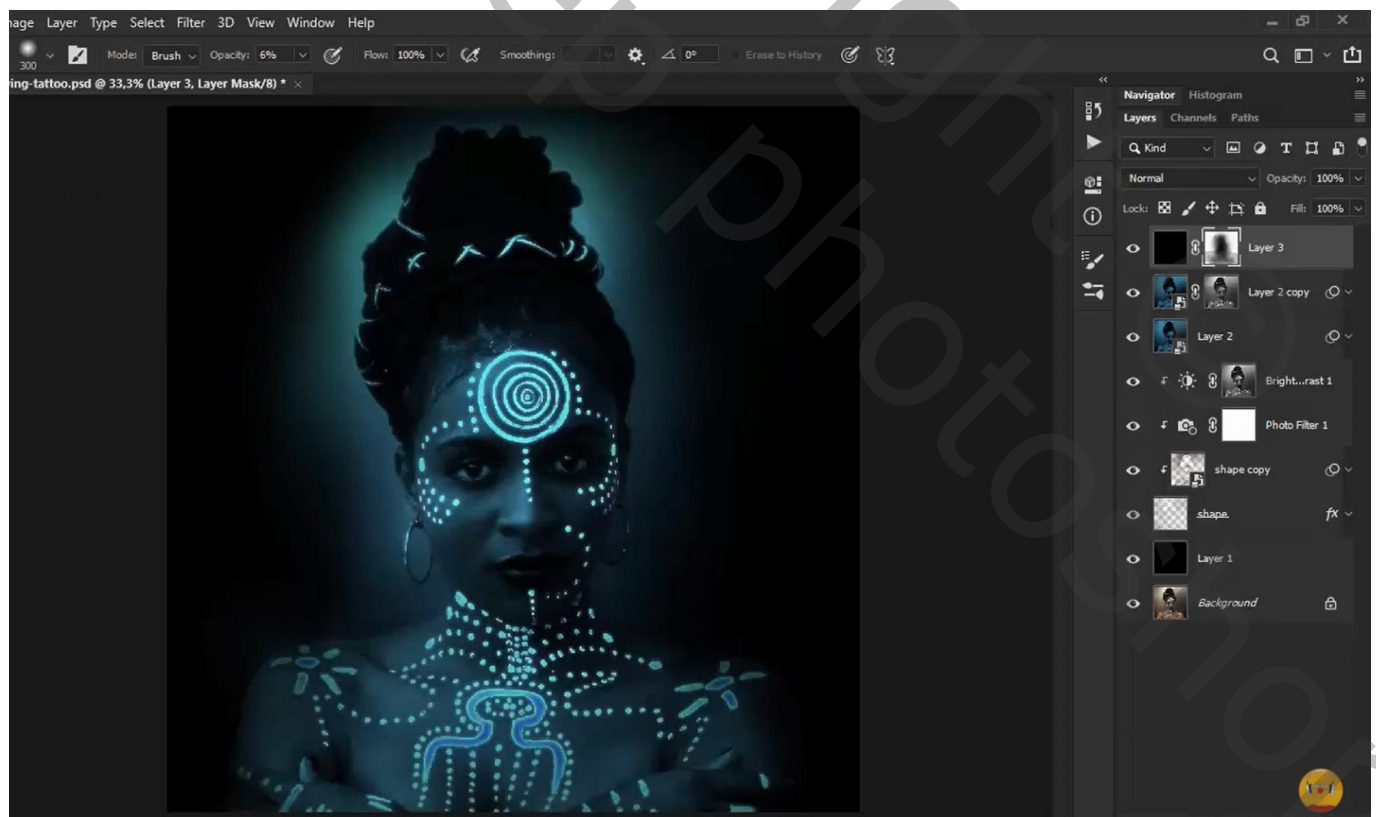 nage Layer Type Select Filter 3D View Window Help
300 Mode: Brush Opacity: 6% Flow: 100% Smoothing: 0° Erase to History
ing-tattoo.psd @ 33,3% (Layer 3, Layer Mask/8) * ×
Navigator Histogram
Layers Channels Paths
Kind
Normal Opacity: 100%
Lock: Fill: 100%
Layer 3
Layer 2 copy
Layer 2
Bright...rast 1
Photo Filter 1
shape copy
shape fx
Layer 1
Background